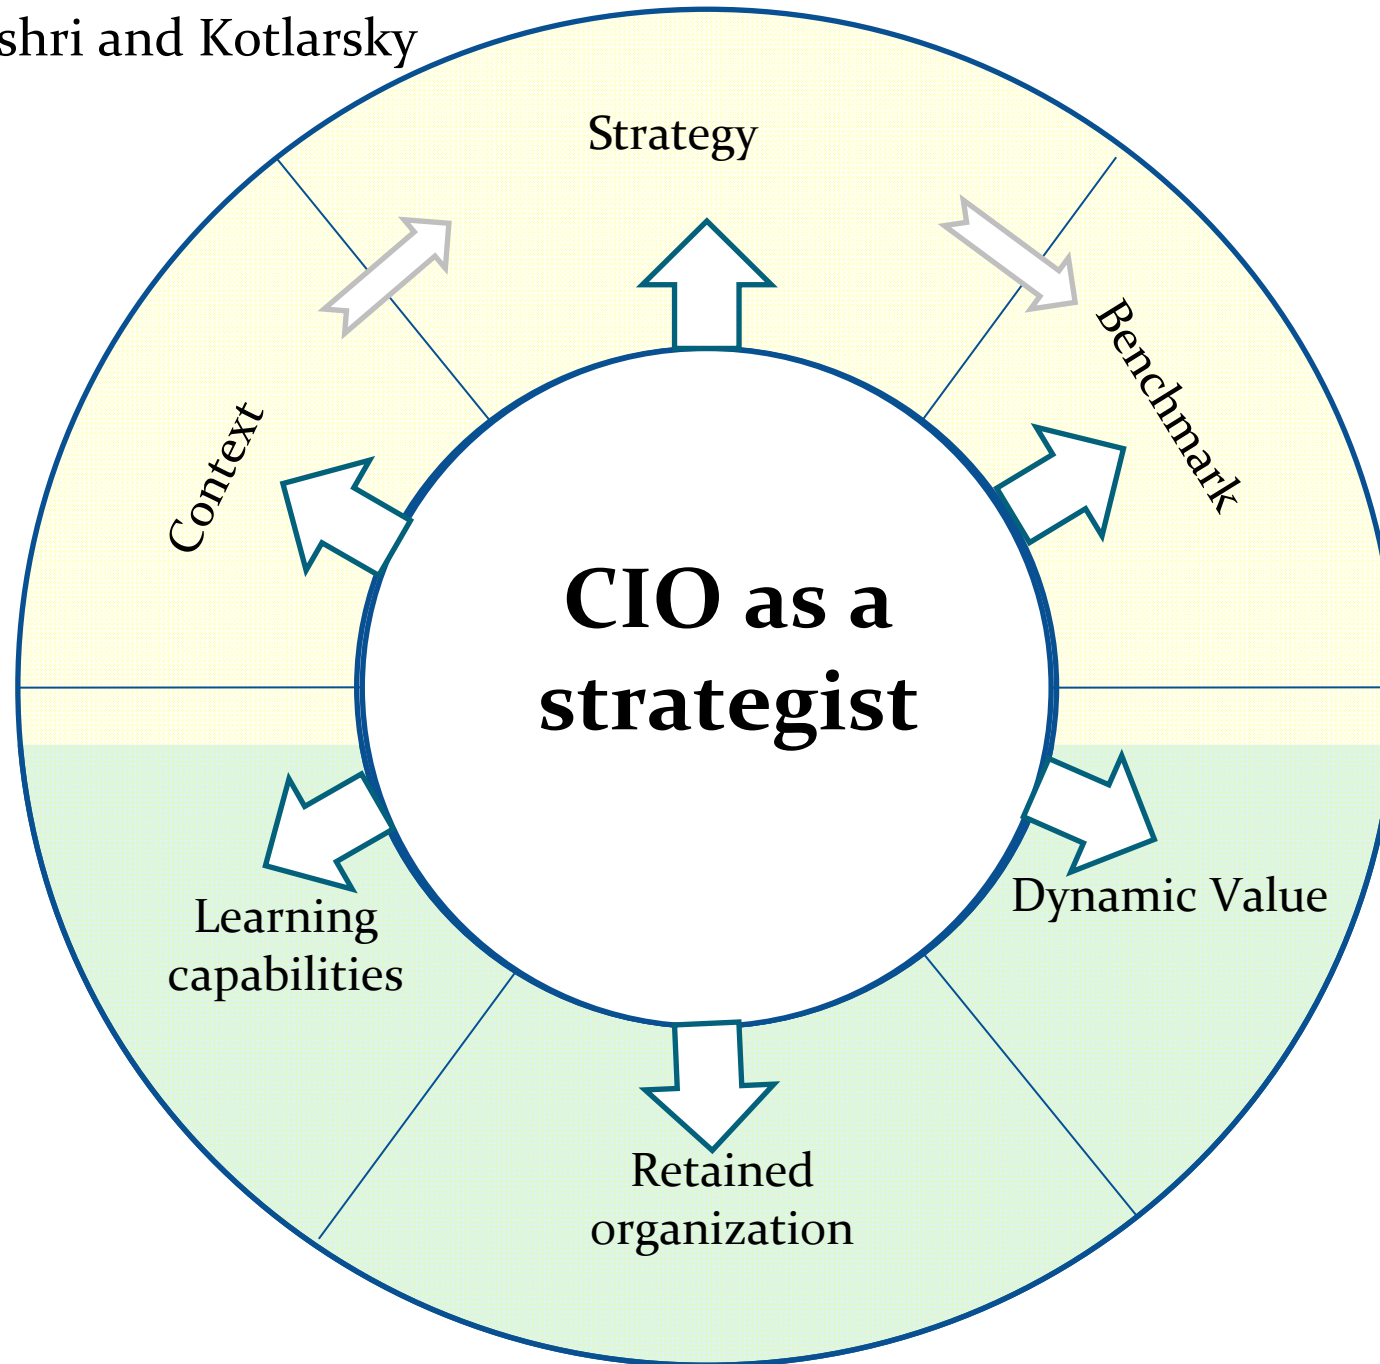 shri and Kotlarsky
Strategy
Context
Benchmark
CIO as a
strategist
Learning
capabilities
Dynamic Value
Retained
organization